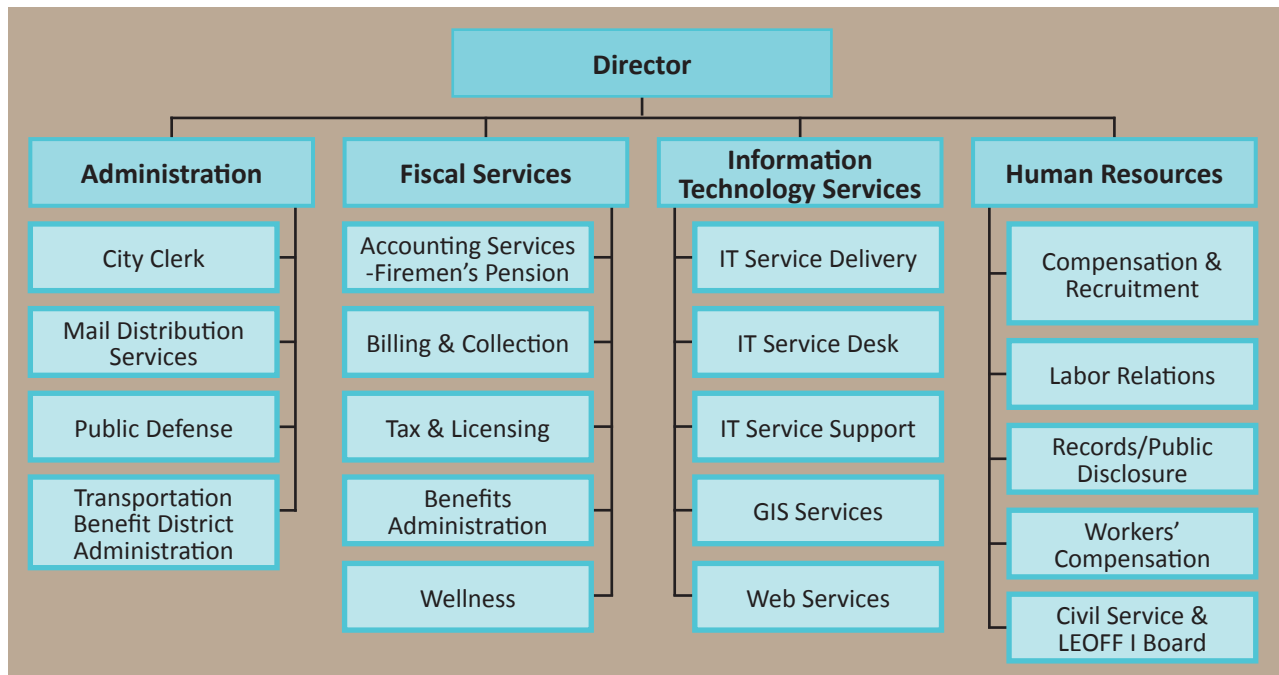 Director
Administration
City Clerk
Mail Distribution
Services
Public Defense
Transportation
Benefit District
Administration
Fiscal Services
Accounting Services
-Firemen’s Pension
Billing & Collection
Tax & Licensing
Benefits
Administration
Wellness
Information
Technology Services
IT Service Delivery
IT Service Desk
IT Service Support
GIS Services
Web Services
Human Resources
Compensation &
Recruitment
Labor Relations
Records/Public
Disclosure
Workers’
Compensation
Civil Service &
LEOFF I Board